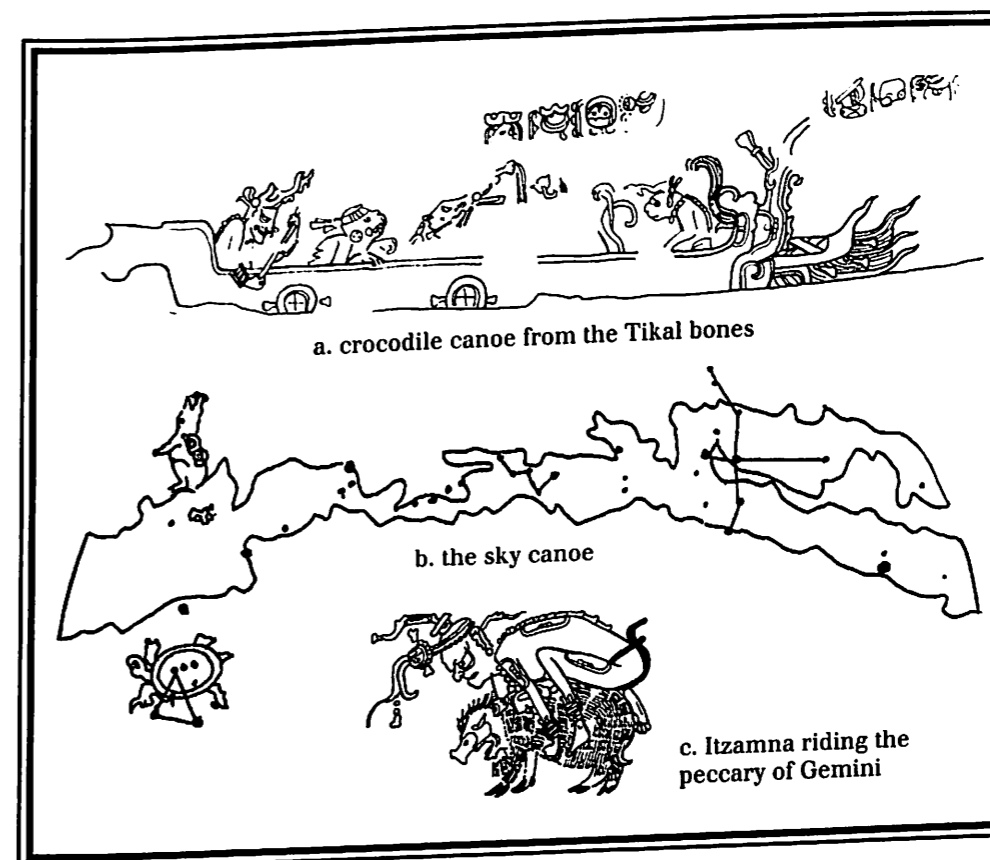 a. crocodile canoe from the Tikal bones
b. the sky canoe
c. Itzamna riding the
peccary of Gemini